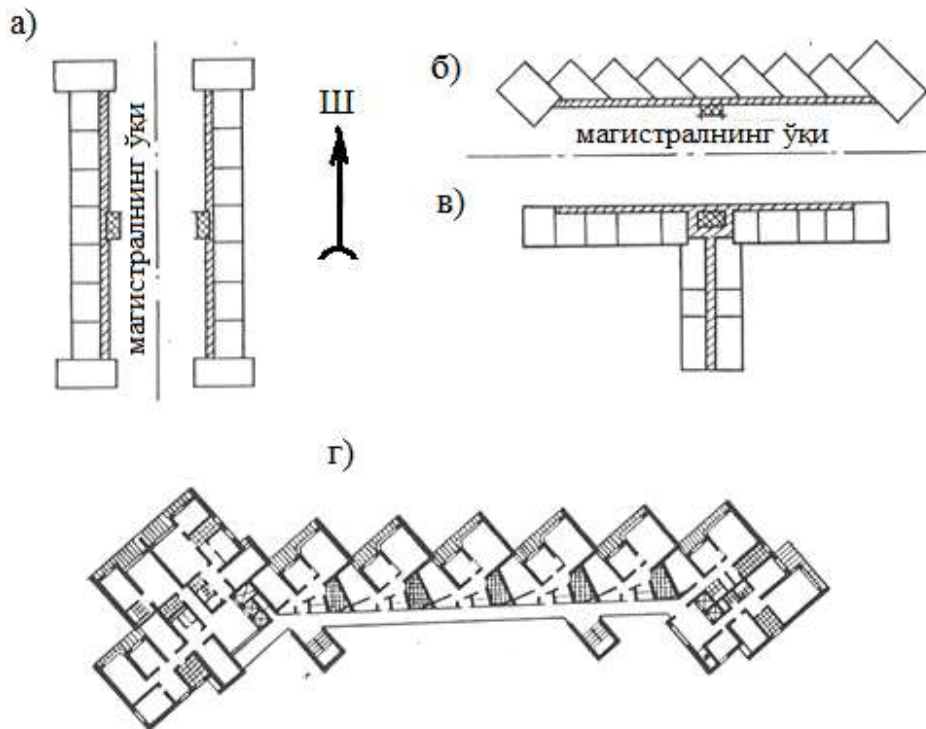 а)
магистралнинг ўқи
Ш
б)
магистралнинг ўқи
в)
г)